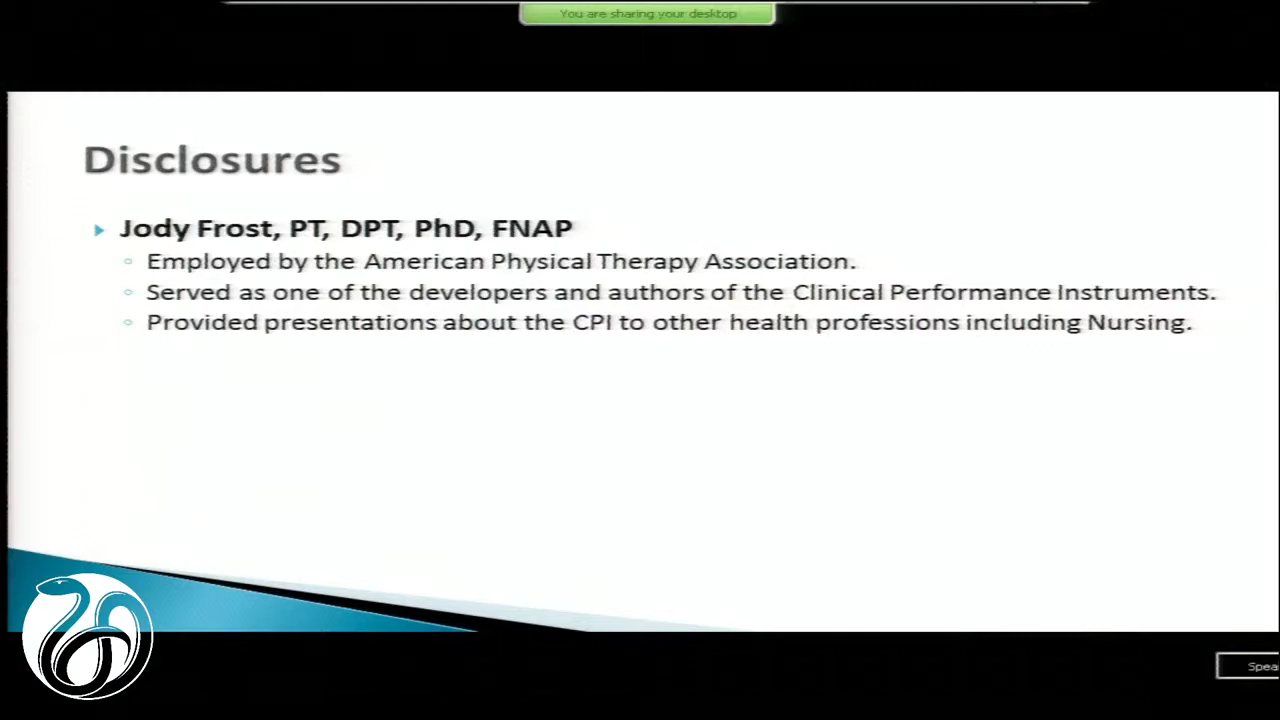 You are sharing your desktop
Disclosures
Jody Frost, PT, DPT, PhD, FNAP
Employed by the American Physical Therapy Association.
Served as one of the developers and authors of the Clinical Performance Instruments.
Provided presentations about the CPI to other health professions including Nursing.